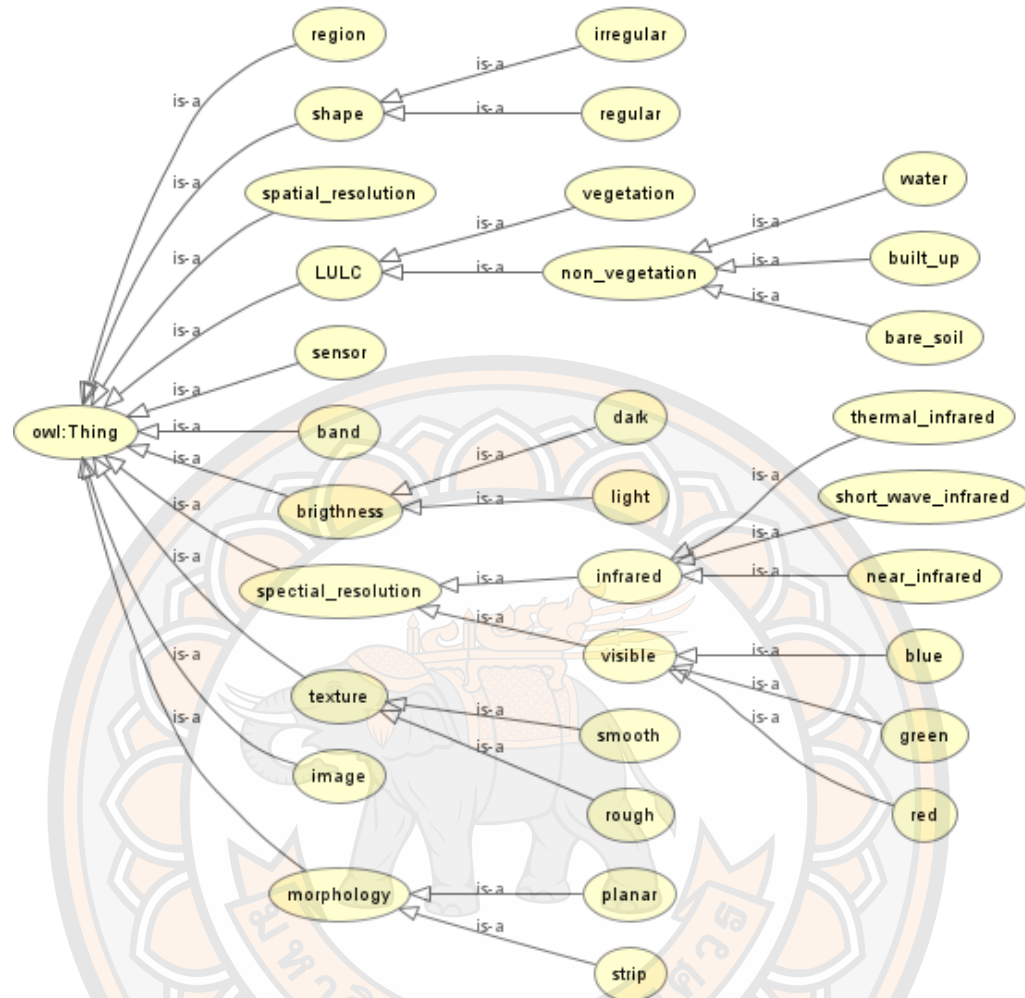 region
irregular
is-a
is-a
shape
is-a
regular
is-a
water
spatial_resolution
vegetation
is-a
is-a
is-a
LULC
is-a
non_vegetation
is-a
built_up
is-a
is-a
bare_soil
sensor
is-a
owl:Thing
is-a
band
dark
thermal_infrared
is-a
is-a
brigthness
is-a
light
is-a
short_wave_infrared
is-a
is-a
is-a
spectial_resolution
is-a
infrared
is-a
near_infrared
is-a
visible
is-a
blue
is-a
is-a
texture
is-a
is-a
smooth
is-a
green
is-a
image
rough
red
morphology
is-a
planar
is-a
strip